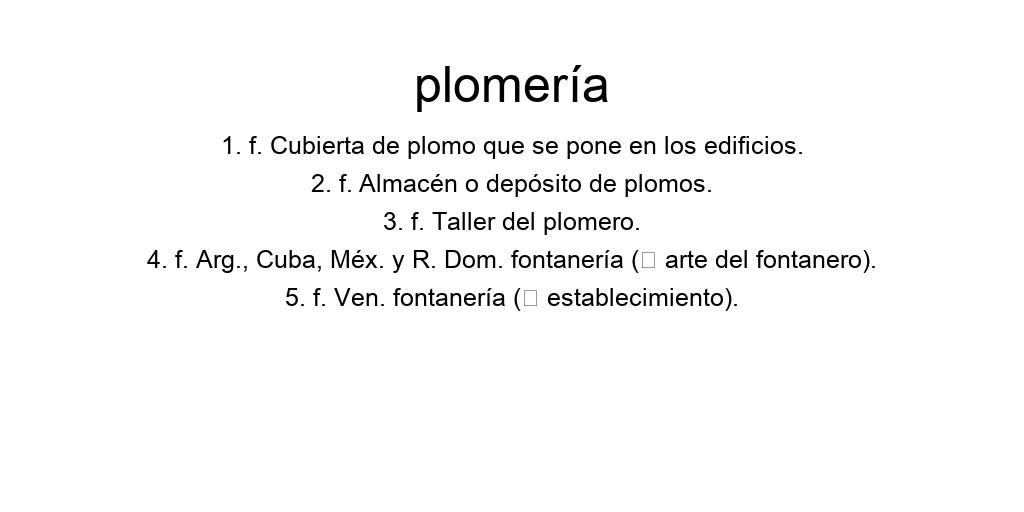 plomería
1. f. Cubierta de plomo que se pone en los edificios.
2. f. Almacén o depósito de plomos.
3. f. Taller del plomero.
4. f. Arg., Cuba, Méx. y R. Dom. fontanería (□ arte del fontanero).
5. f. Ven. fontanería (□ establecimiento).